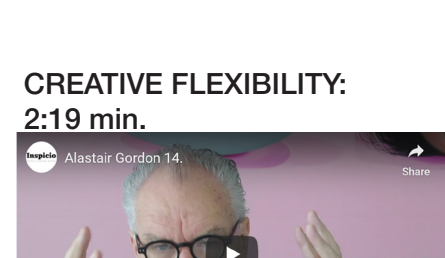 CREATIVE FLEXIBILITY:
2:19 min.
Inspicio
Alastair Gordon 14.
Share